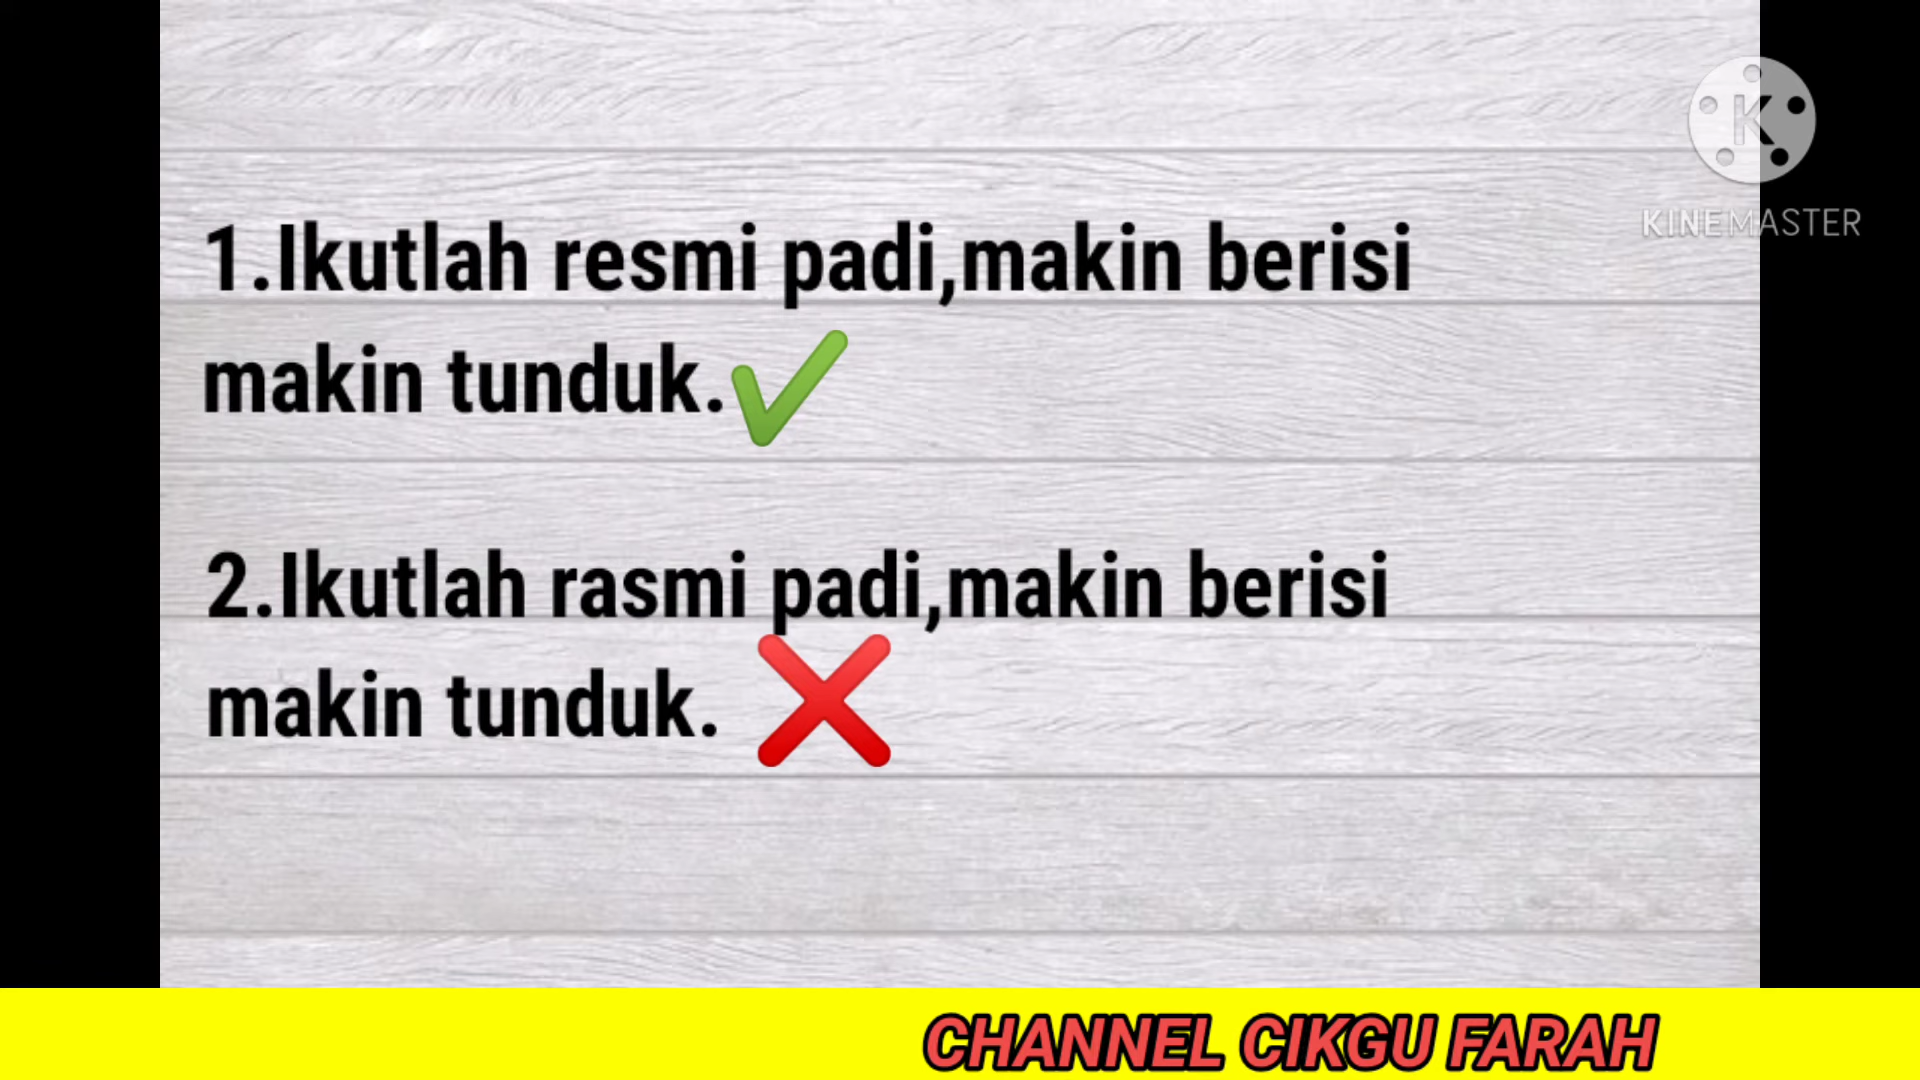 1.Ikutlah resmi padi,makin berisi
makin tunduk.
2.Ikutlah rasmi padi,makin berisi
makin tunduk.
K
KINEMASTER
CHANNEL CIKGU FARAH